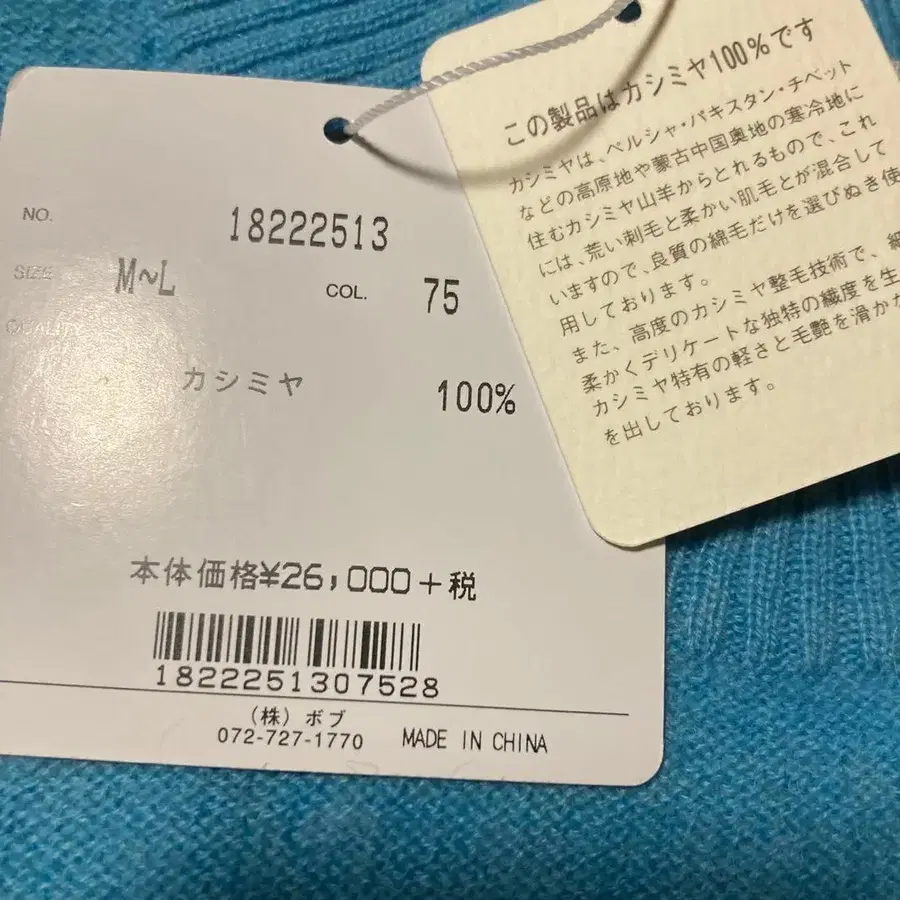 NO.
18222513
SIZE
M~L
COL.
75
QUALITY
カシミヤ
100%
本体価格¥26,000+税
1822251307528
(株)ボブ
072-727-1770
MADE IN CHINA
この製品はカシミヤ100%です
カシミヤは、ペルシャ・パキスタン・チベット
などの高原地や蒙古中国奥地の寒冷地に
住むカシミヤ山羊からとれるもので、これ
には、荒い刺毛と柔かい肌毛とが混合して
いますので、良質の綿毛だけを選びぬき使
用しております。
また、高度のカシミヤ整毛技術で、細
柔かくデリケートな独特の繊度を生
カシミヤ特有の軽さと毛艶を滑かな
を出しております。